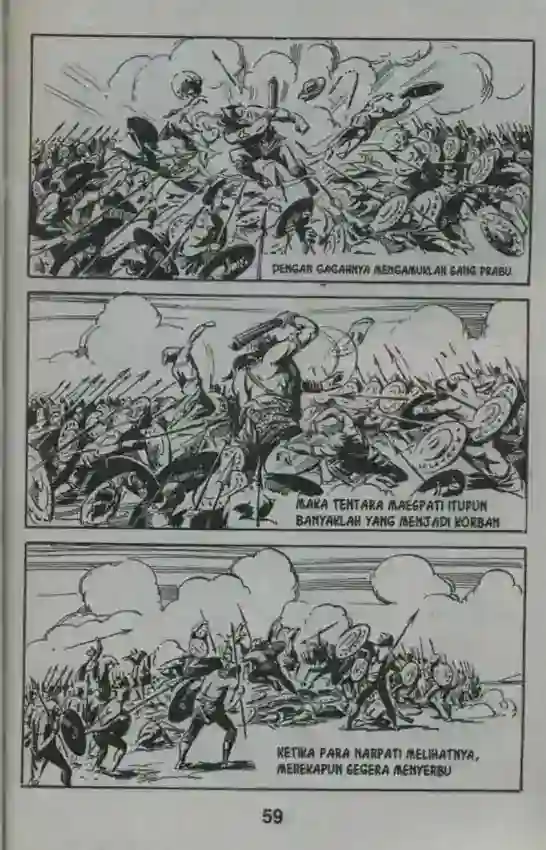 DENGAN GAGAHNYA MENGAMUKLAH SANG PRABU
MAKA TENTARA MAESPATI ITUPUN
BANYAKLAH YANG MENJADI KORBAN
KETIKA PARA NARPATI MELIHATNYA,
MEREKAPUN SEGERA MENYERBU
59